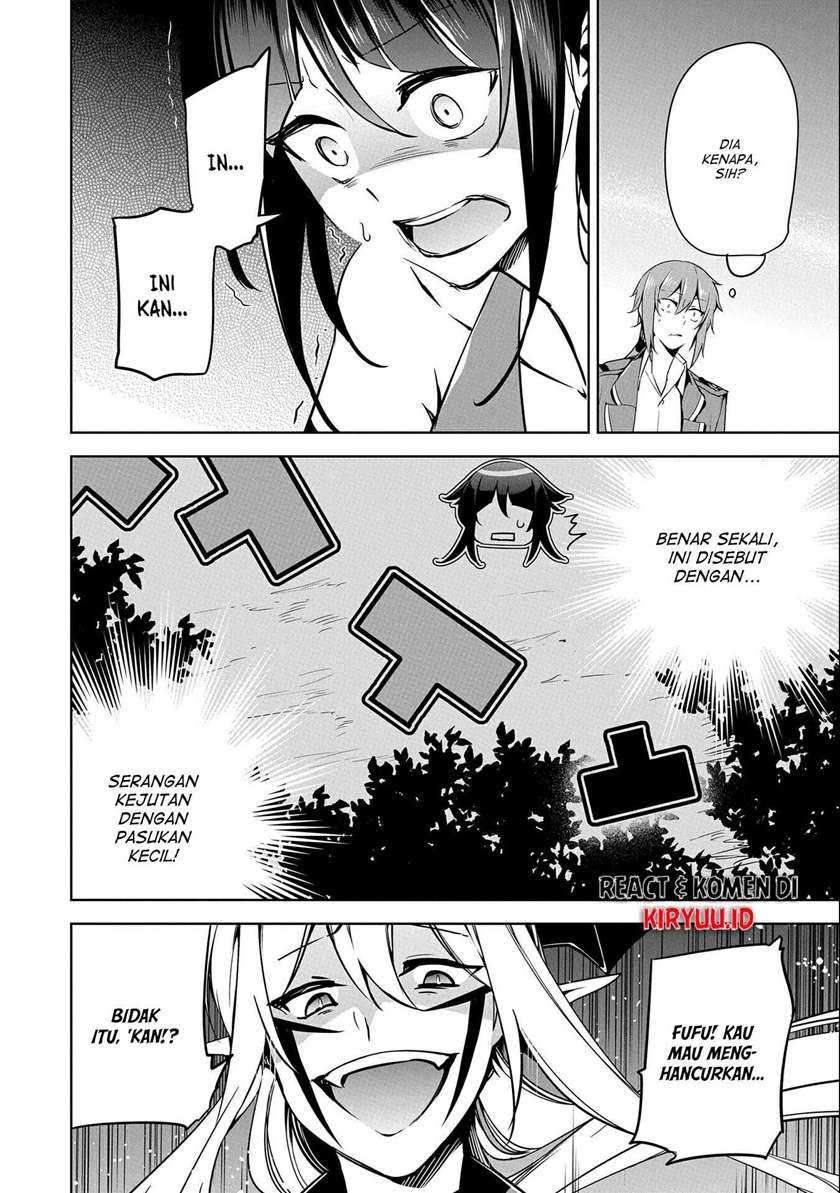 DIA
KENAPA,
SIH?
IN...
INI
KAN...
BENAR SEKALI,
INI DISEBUT
DENGAN...
SERANGAN
KEJUTAN
DENGAN
PASUKAN
KECIL!
REACT & KOMEN DI
KIRYUU.ID
FUFU! KAU
MAU MENG-
HANCURKAN...
BIDAK
ITU, 'KAN!?